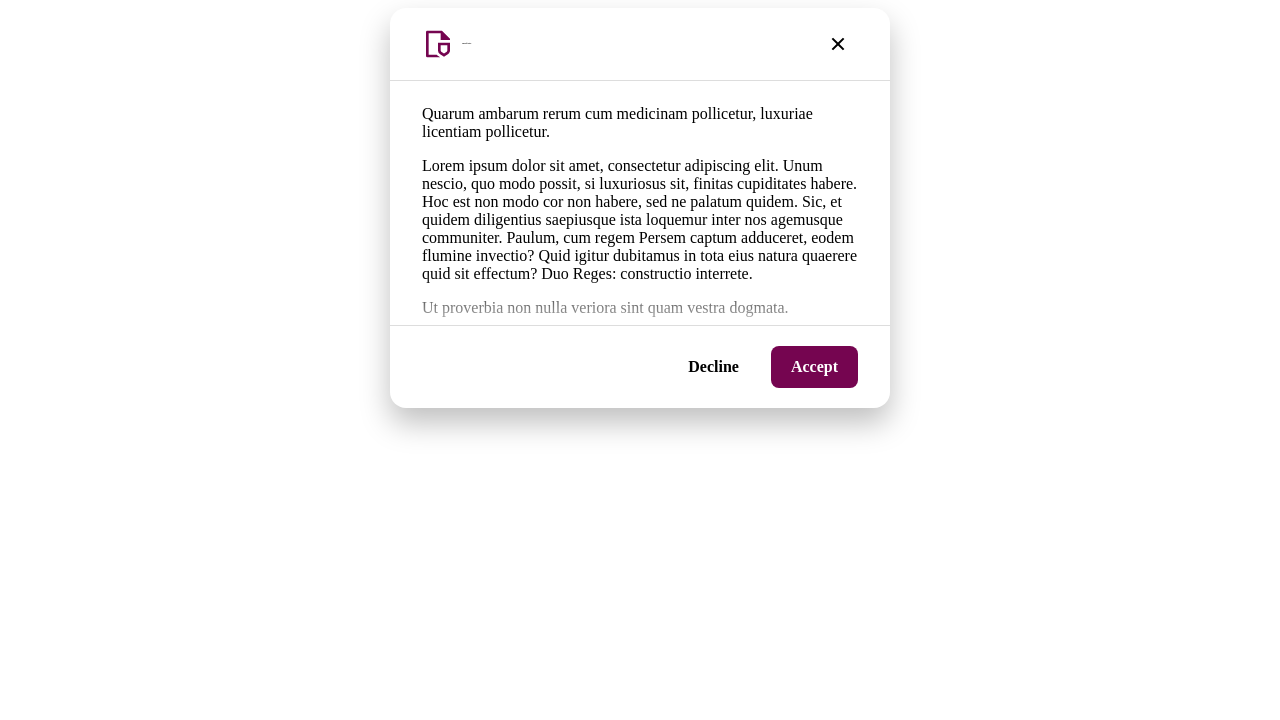 Quarum ambarum rerum cum medicinam pollicetur, luxuriae
licentiam pollicetur.
Lorem ipsum dolor sit amet, consectetur adipiscing elit. Unum
nescio, quo modo possit, si luxuriosus sit, finitas cupiditates habere.
Hoc est non modo cor non habere, sed ne palatum quidem. Sic, et
quidem diligentius saepiusque ista loquemur inter nos agemusque
communiter. Paulum, cum regem Persem captum adduceret, eodem
flumine invectio? Quid igitur dubitamus in tota eius natura quaerere
quid sit effectum? Duo Reges: constructio interrete.
Ut proverbia non nulla veriora sint quam vestra dogmata.
Decline
Accept